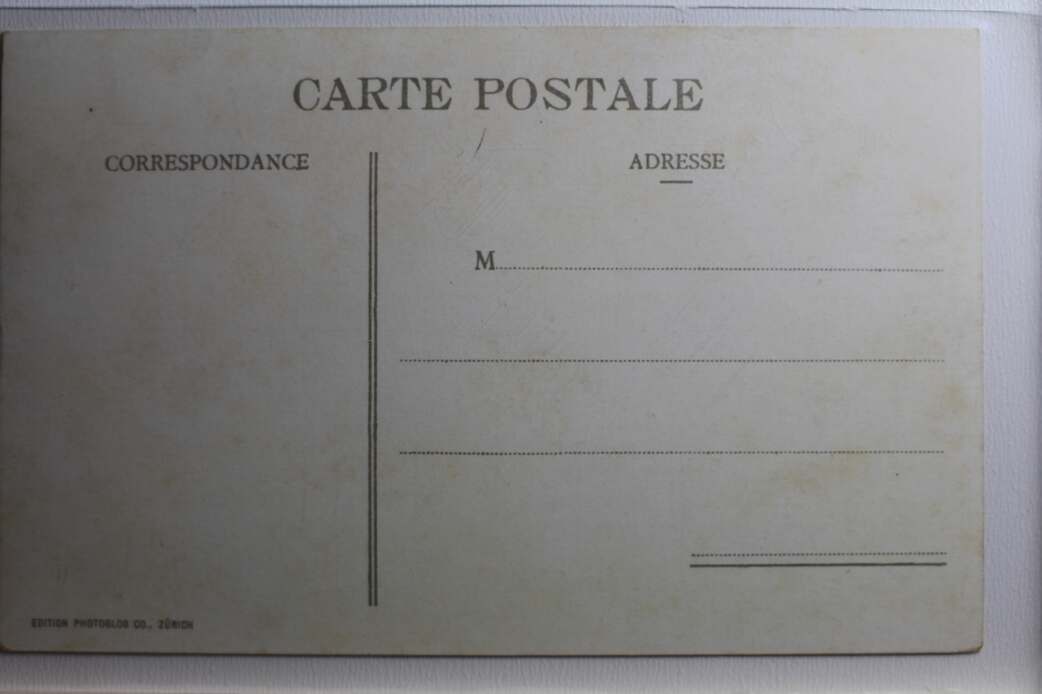 CARTE POSTALE
CORRESPONDANCE
ADRESSE
M
EDITION PHOTOGLOB CO., ZÜRICH